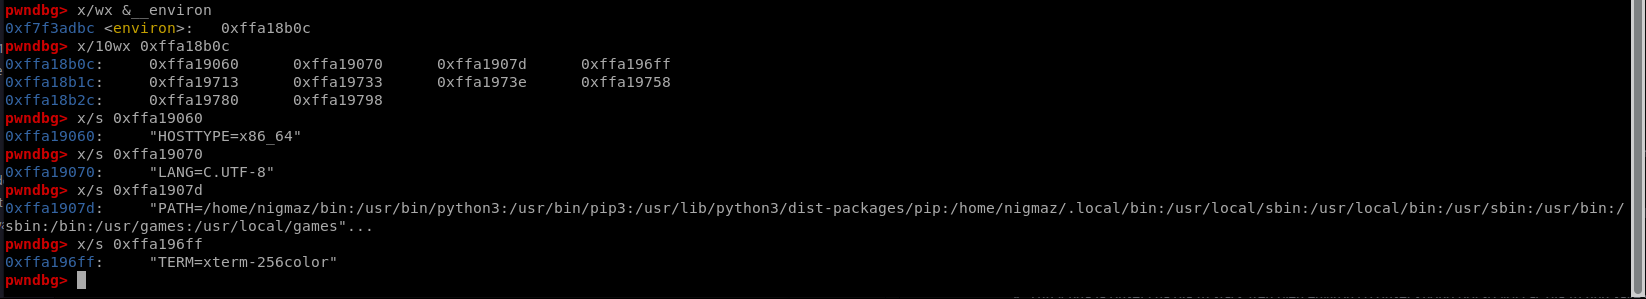 pwndbg> x/wx &__environ
0xf7f3adbc <environ>:   0xffa18b0c
pwndbg> x/10wx 0xffa18b0c
0xffa18b0c:     0xffa19060      0xffa19070      0xffa1907d      0xffa196ff
0xffa18b1c:     0xffa19713      0xffa19733      0xffa1973e      0xffa19758
0xffa18b2c:     0xffa19780      0xffa19798
pwndbg> x/s 0xffa19060
0xffa19060:     "HOSTTYPE=x86_64"
pwndbg> x/s 0xffa19070
0xffa19070:     "LANG=C.UTF-8"
pwndbg> x/s 0xffa1907d
0xffa1907d:     "PATH=/home/nigmaz/bin:/usr/bin/python3:/usr/bin/pip3:/usr/lib/python3/dist-packages/pip:/home/nigmaz/.local/bin:/usr/local/sbin:/usr/local/bin:/usr/sbin:/usr/bin:/
sbin:/bin:/usr/games:/usr/local/games"...
pwndbg> x/s 0xffa196ff
0xffa196ff:     "TERM=xterm-256color"
pwndbg>